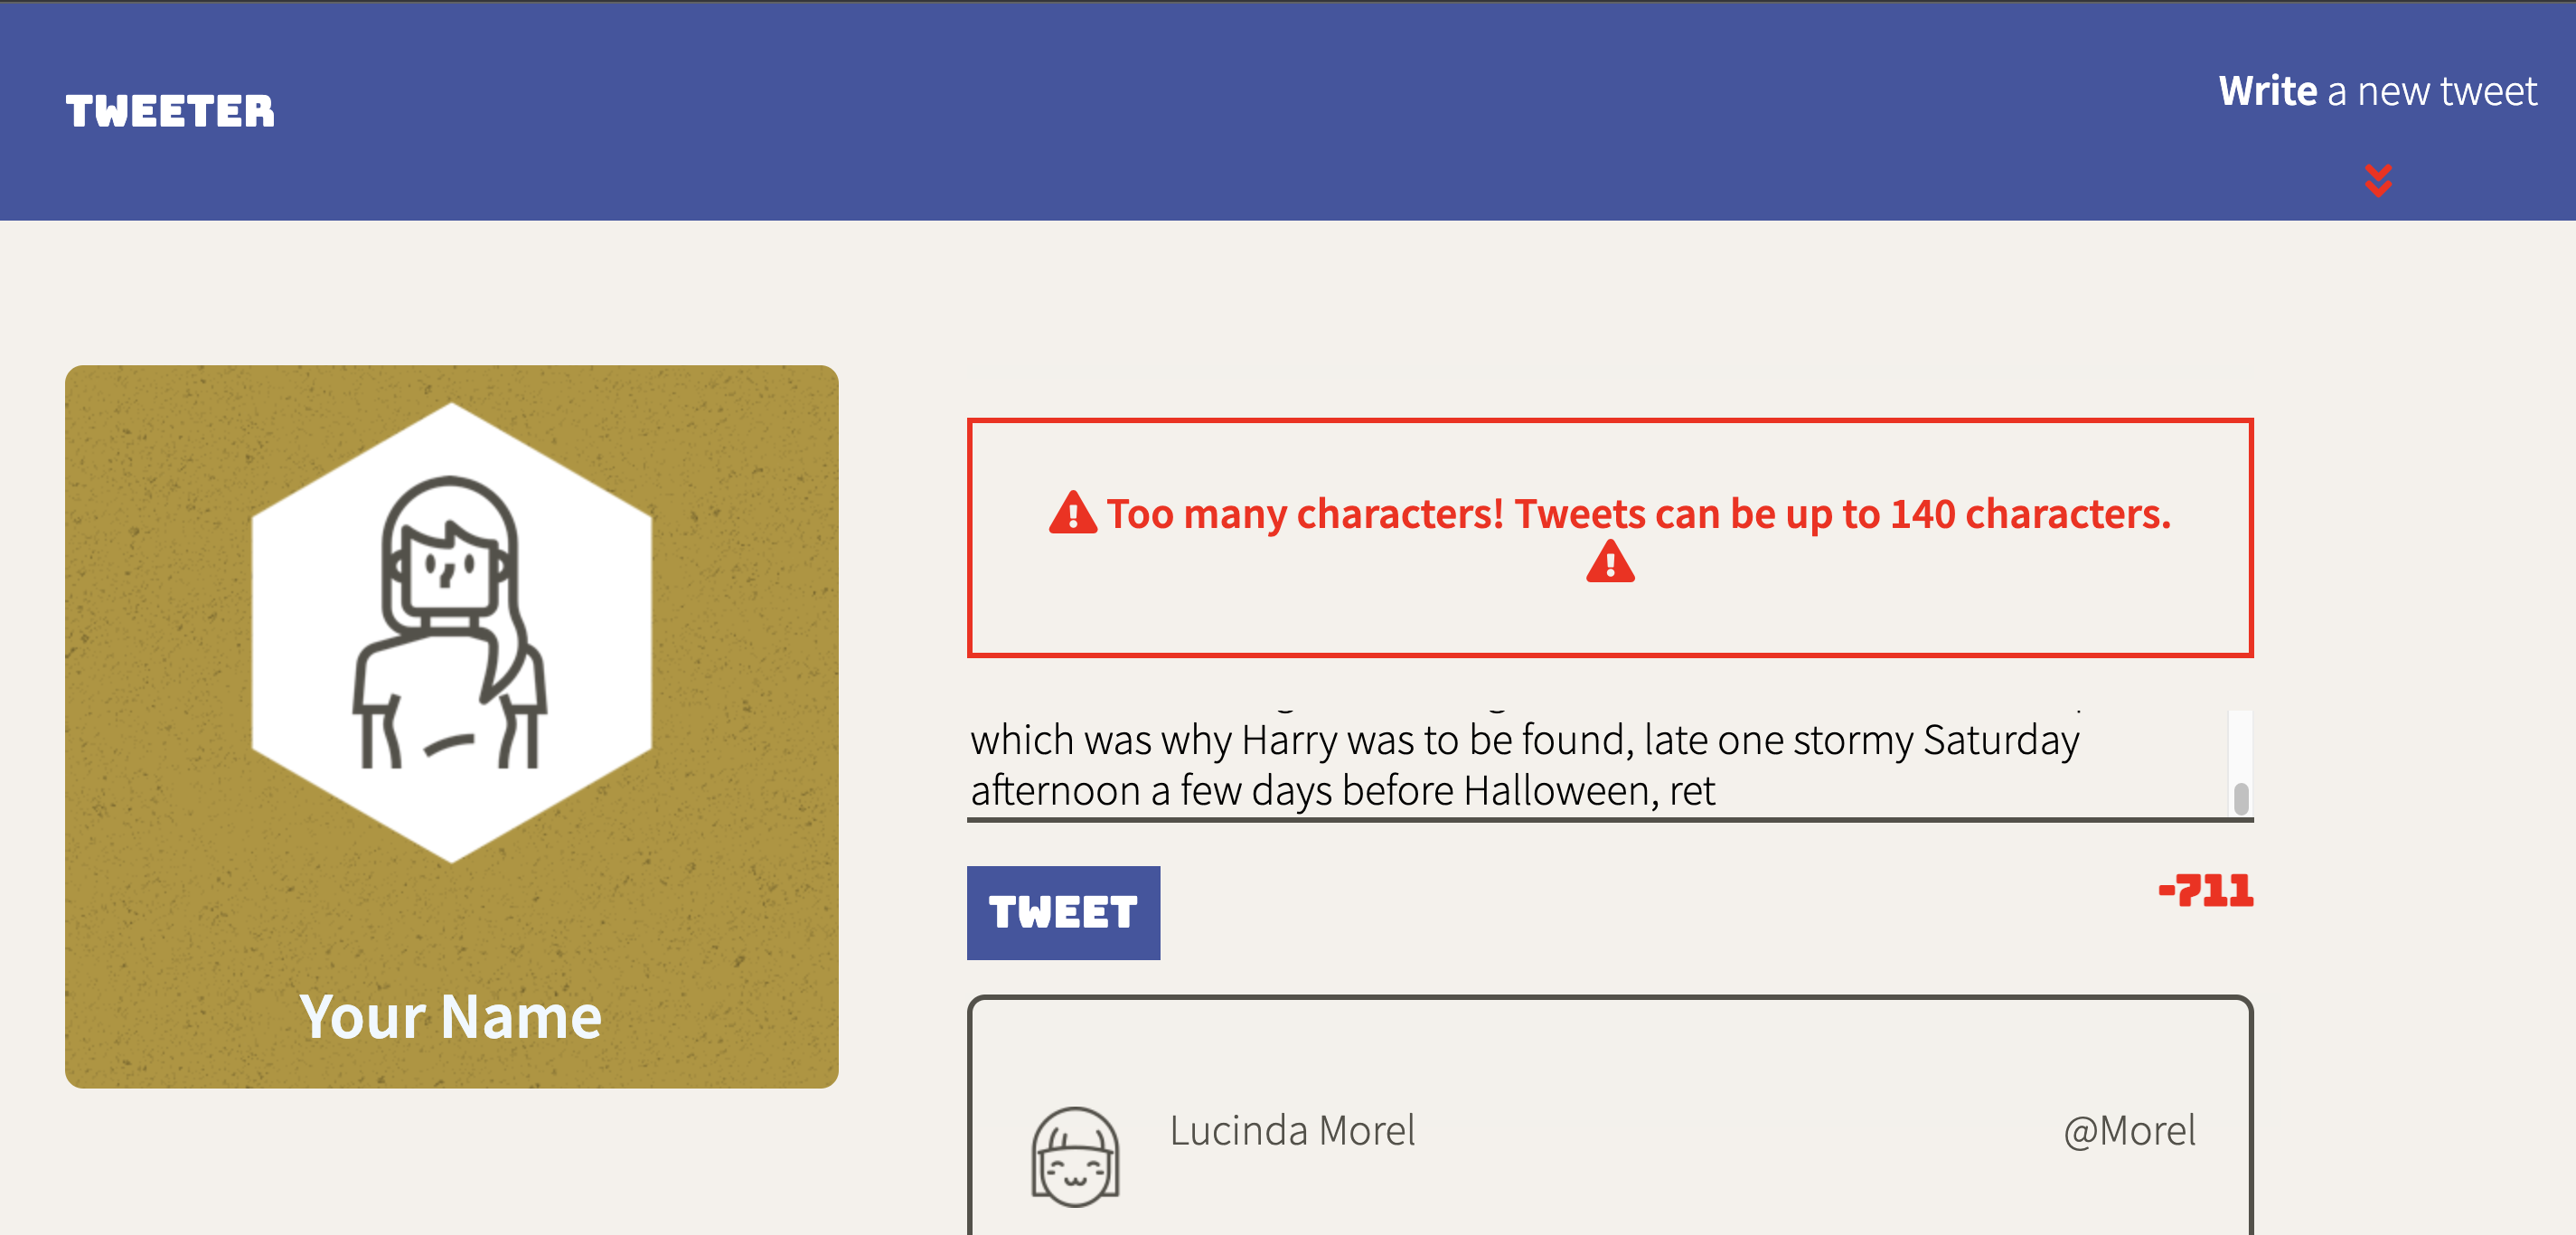 TWEETER
Write a new tweet
Too many characters! Tweets can be up to 140 characters.
which was why Harry was to be found, late one stormy Saturday
afternoon a few days before Halloween, ret
TWEET
-711
Your Name
Lucinda Morel
@Morel